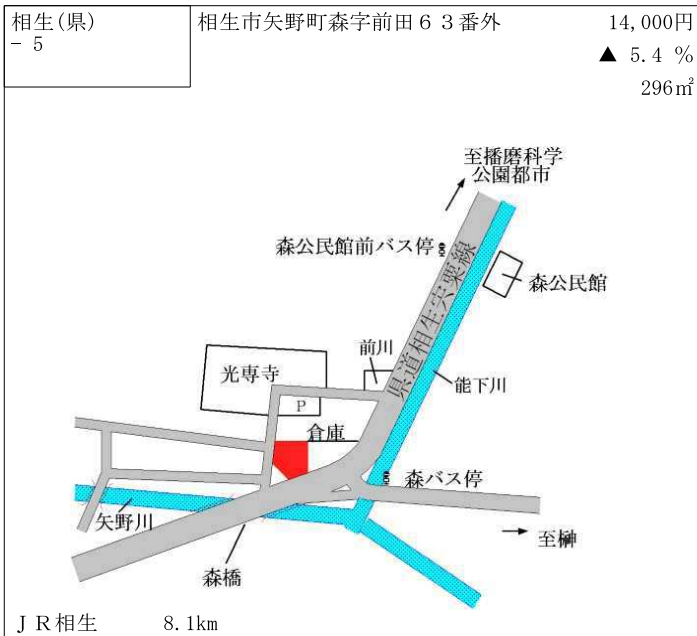 相生(県)
－ 5
相生市矢野町森字前田６３番外
14,000円
▲ 5.4 %
296㎡
至播磨科学
公園都市
森公民館前バス停
県道相生宍粟線
森公民館
前川
光専寺
能下川
P
倉庫
森バス停
矢野川
至榊
森橋
ＪＲ相生 8.1km